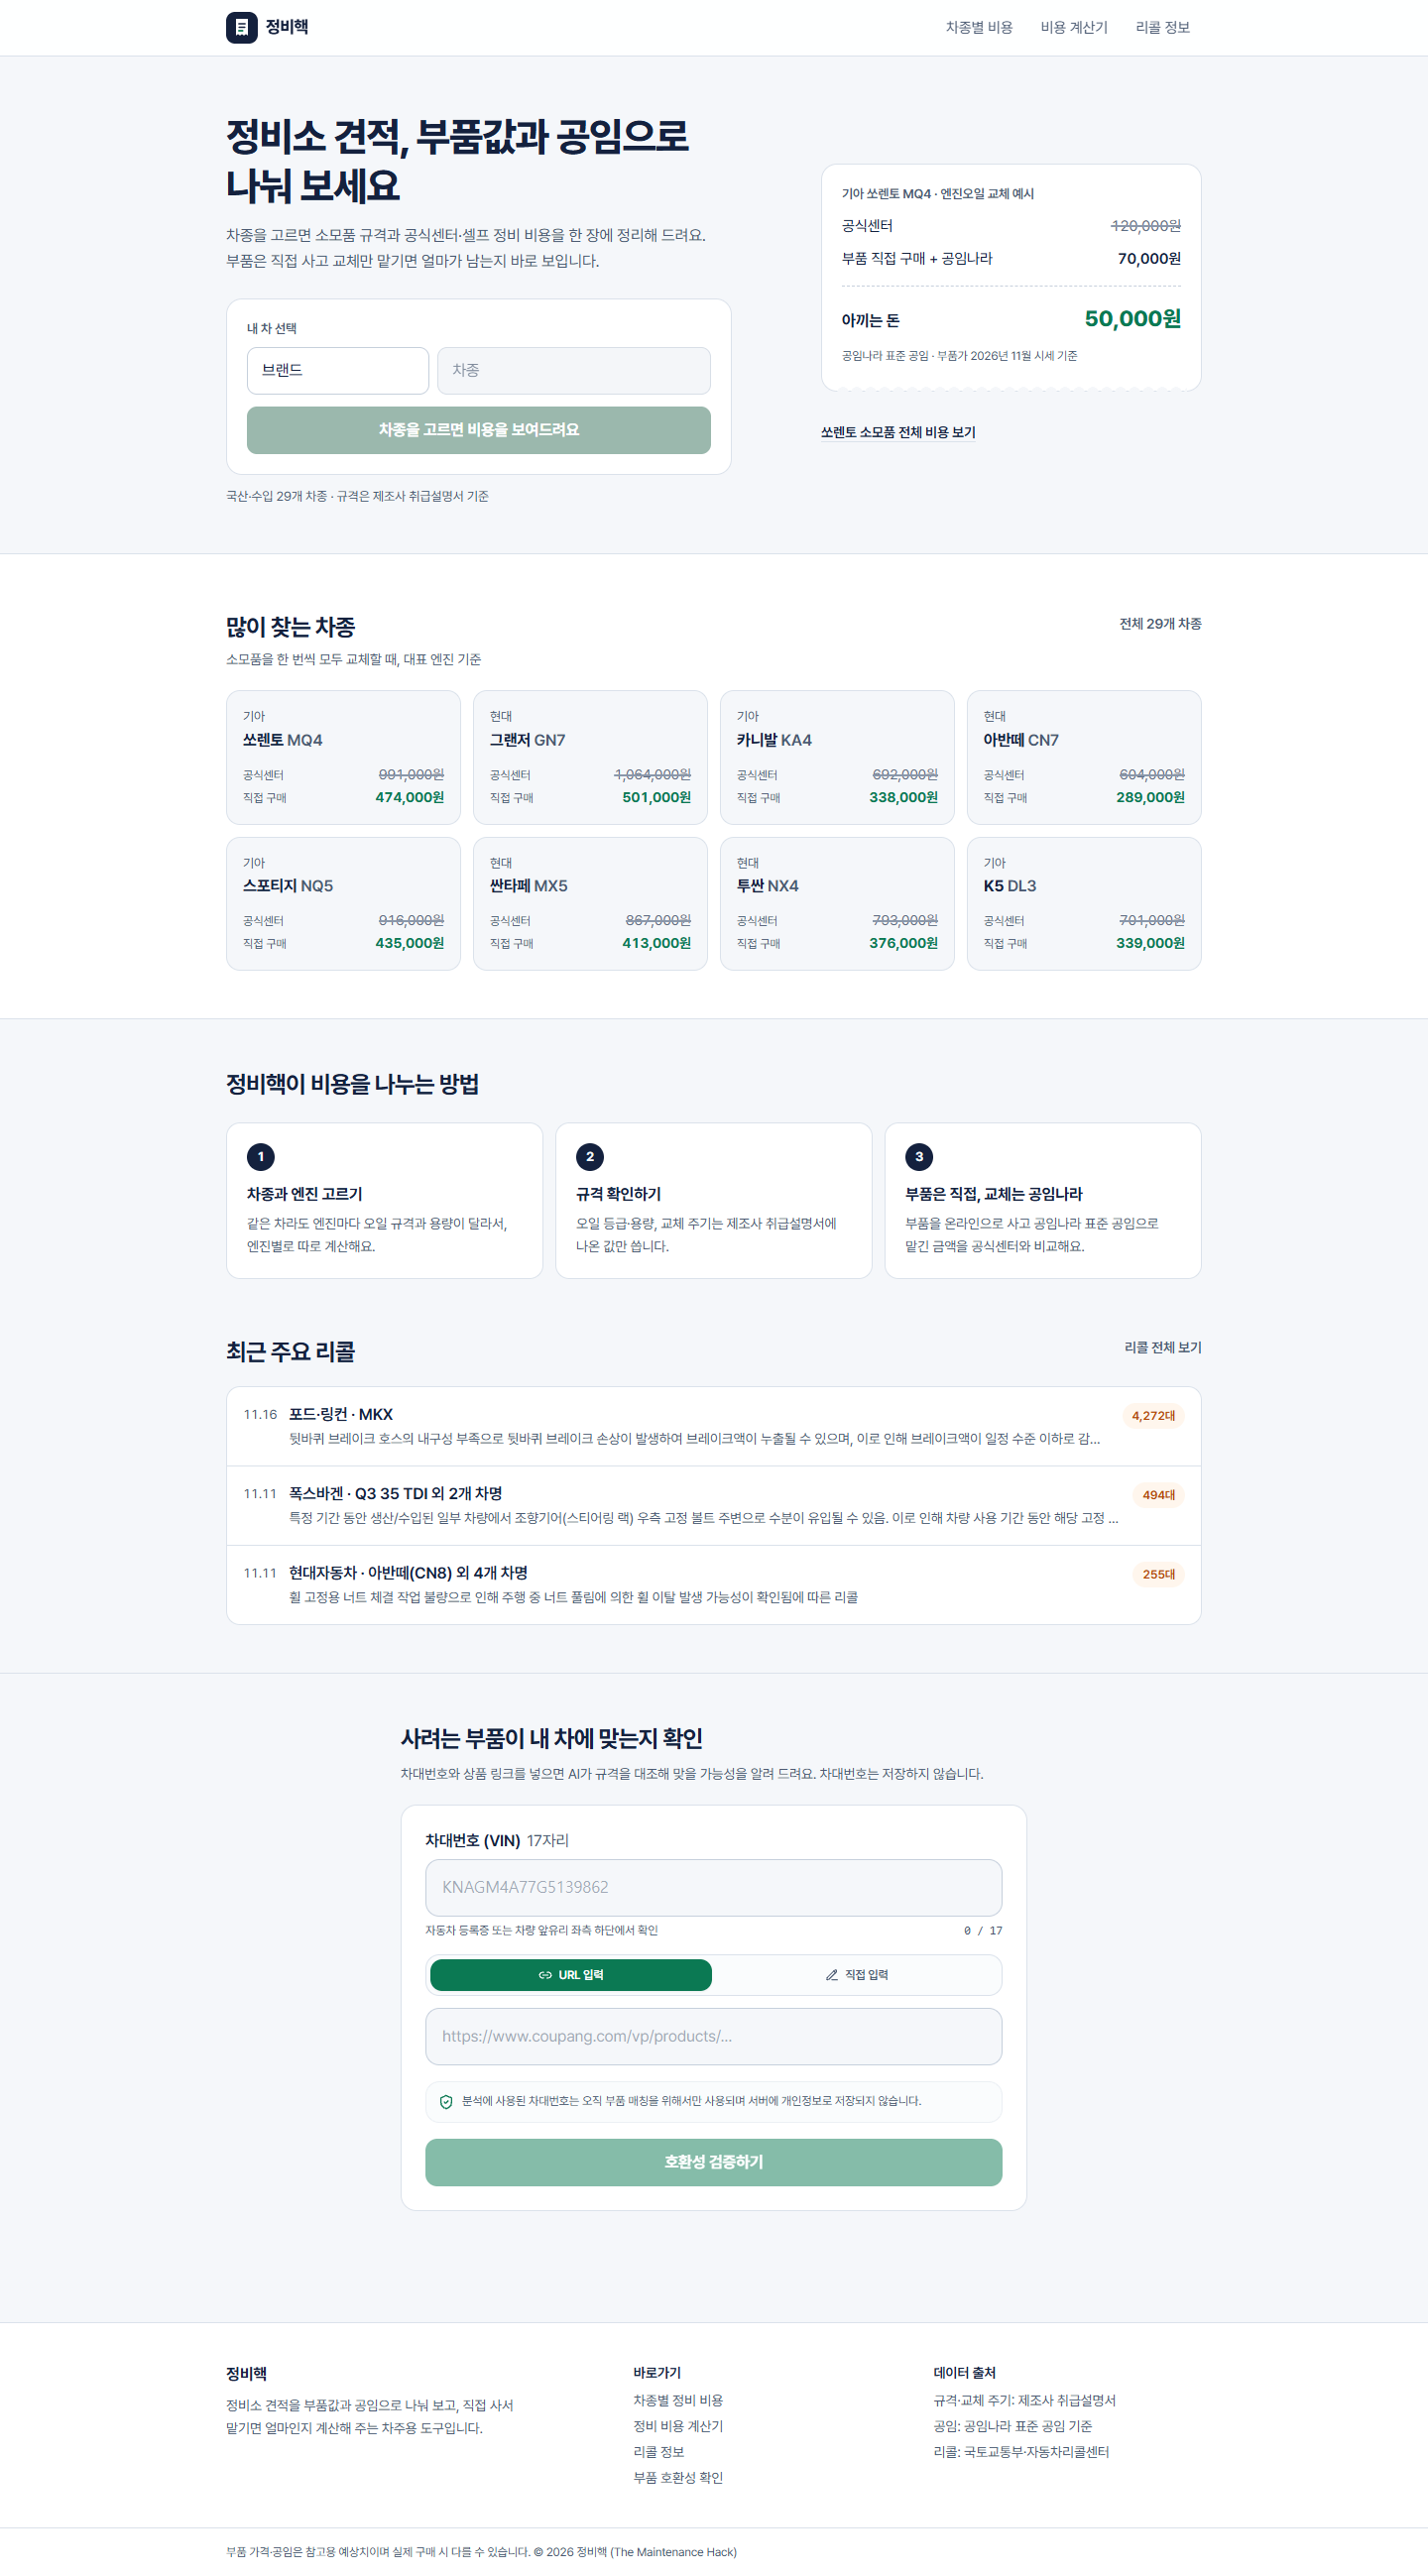 정비핵
차종별 비용
비용 계산기
리콜 정보
정비소 견적, 부품값과 공임으로
나눠 보세요
차종을 고르면 소모품 규격과 공식센터·셀프 정비 비용을 한 장에 정리해 드려요.
부품은 직접 사고 교체만 맡기면 얼마가 남는지 바로 보입니다.
내 차 선택
브랜드
차종
차종을 고르면 비용을 보여드려요
국산·수입 29개 차종 · 규격은 제조사 취급설명서 기준
기아 쏘렌토 MQ4 · 엔진오일 교체 예시
공식센터 120,000원
부품 직접 구매 + 공임나라 70,000원
아끼는 돈 50,000원
공임나라 표준 공임 · 부품가 2026년 11월 시세 기준
쏘렌토 소모품 전체 비용 보기
많이 찾는 차종
전체 29개 차종
소모품을 한 번씩 모두 교체할 때, 대표 엔진 기준
기아
쏘렌토 MQ4
공식센터 991,000원
직접 구매 474,000원
현대
그랜저 GN7
공식센터 1,064,000원
직접 구매 501,000원
기아
카니발 KA4
공식센터 692,000원
직접 구매 338,000원
현대
아반떼 CN7
공식센터 604,000원
직접 구매 289,000원
기아
스포티지 NQ5
공식센터 916,000원
직접 구매 435,000원
현대
싼타페 MX5
공식센터 867,000원
직접 구매 413,000원
현대
투싼 NX4
공식센터 793,000원
직접 구매 376,000원
기아
K5 DL3
공식센터 701,000원
직접 구매 339,000원
정비핵이 비용을 나누는 방법
1
차종과 엔진 고르기
같은 차라도 엔진마다 오일 규격과 용량이 달라서,
엔진별로 따로 계산해요.
2
규격 확인하기
오일 등급·용량, 교체 주기는 제조사 취급설명서에
나온 값만 씁니다.
3
부품은 직접, 교체는 공임나라
부품을 온라인으로 사고 공임나라 표준 공임으로
맡긴 금액을 공식센터와 비교해요.
최근 주요 리콜
리콜 전체 보기
11.16 포드·링컨 · MKX 4,272대
뒷바퀴 브레이크 호스의 내구성 부족으로 뒷바퀴 브레이크 손상이 발생하여 브레이크액이 누출될 수 있으며, 이로 인해 브레이크액이 일정 수준 이하로 감...
11.11 폭스바겐 · Q3 35 TDI 외 2개 차명 494대
특정 기간 동안 생산/수입된 일부 차량에서 조향기어(스티어링 랙) 우측 고정 볼트 주변으로 수분이 유입될 수 있음. 이로 인해 차량 사용 기간 동안 해당 고정 ...
11.11 현대자동차 · 아반떼(CN8) 외 4개 차명 255대
휠 고정용 너트 체결 작업 불량으로 인해 주행 중 너트 풀림에 의한 휠 이탈 발생 가능성이 확인됨에 따른 리콜
사려는 부품이 내 차에 맞는지 확인
차대번호와 상품 링크를 넣으면 AI가 규격을 대조해 맞을 가능성을 알려 드려요. 차대번호는 저장하지 않습니다.
차대번호 (VIN) 17자리
KNAGM4A77G5139862
자동차 등록증 또는 차량 앞유리 좌측 하단에서 확인
0 / 17
URL 입력
직접 입력
https://www.coupang.com/vp/products/...
분석에 사용된 차대번호는 오직 부품 매칭을 위해서만 사용되며 서버에 개인정보로 저장되지 않습니다.
호환성 검증하기
정비핵
정비소 견적을 부품값과 공임으로 나눠 보고, 직접 사서
맡기면 얼마인지 계산해 주는 차주용 도구입니다.
바로가기
차종별 정비 비용
정비 비용 계산기
리콜 정보
부품 호환성 확인
데이터 출처
규격·교체 주기: 제조사 취급설명서
공임: 공임나라 표준 공임 기준
리콜: 국토교통부·자동차리콜센터
부품 가격·공임은 참고용 예상치이며 실제 구매 시 다를 수 있습니다. © 2026 정비핵 (The Maintenance Hack)